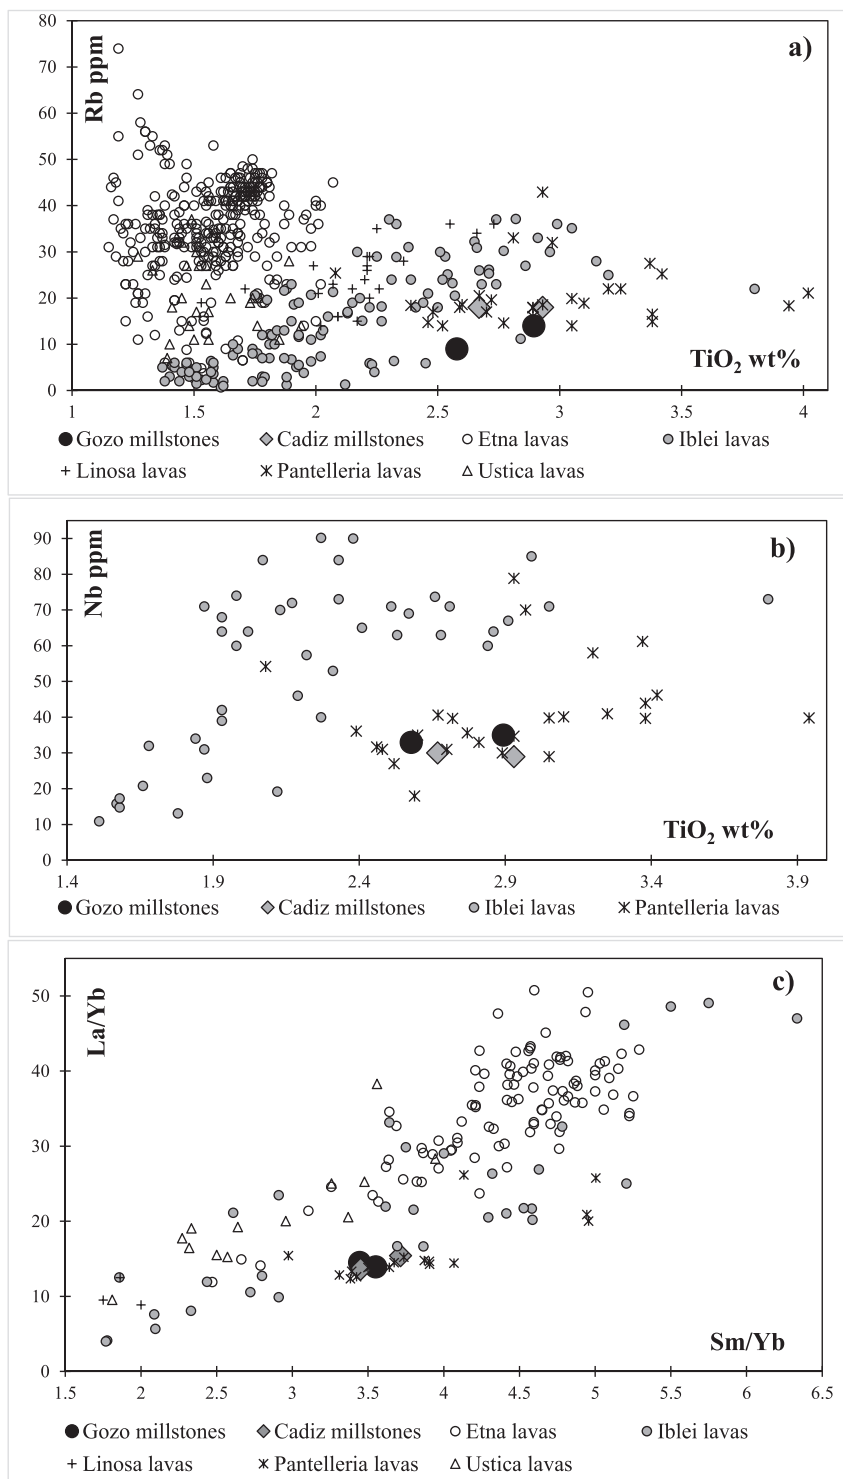 a)
Rb ppm
80
70
60
50
40
30
20
10
0
1 1.5 2 2.5 3 3.5 4
TiO₂ wt%
Gozo millstones Cadiz millstones Etna lavas Iblei lavas
Linosa lavas Pantelleria lavas Ustica lavas
b)
Nb ppm
90
80
70
60
50
40
30
20
10
0
1.4 1.9 2.4 2.9 3.4 3.9
TiO₂ wt%
Gozo millstones Cadiz millstones Iblei lavas Pantelleria lavas
c)
La/Yb
50
40
30
20
10
0
1.5 2 2.5 3 3.5 4 4.5 5 5.5 6 6.5
Sm/Yb
Gozo millstones Cadiz millstones Etna lavas Iblei lavas
Linosa lavas Pantelleria lavas Ustica lavas